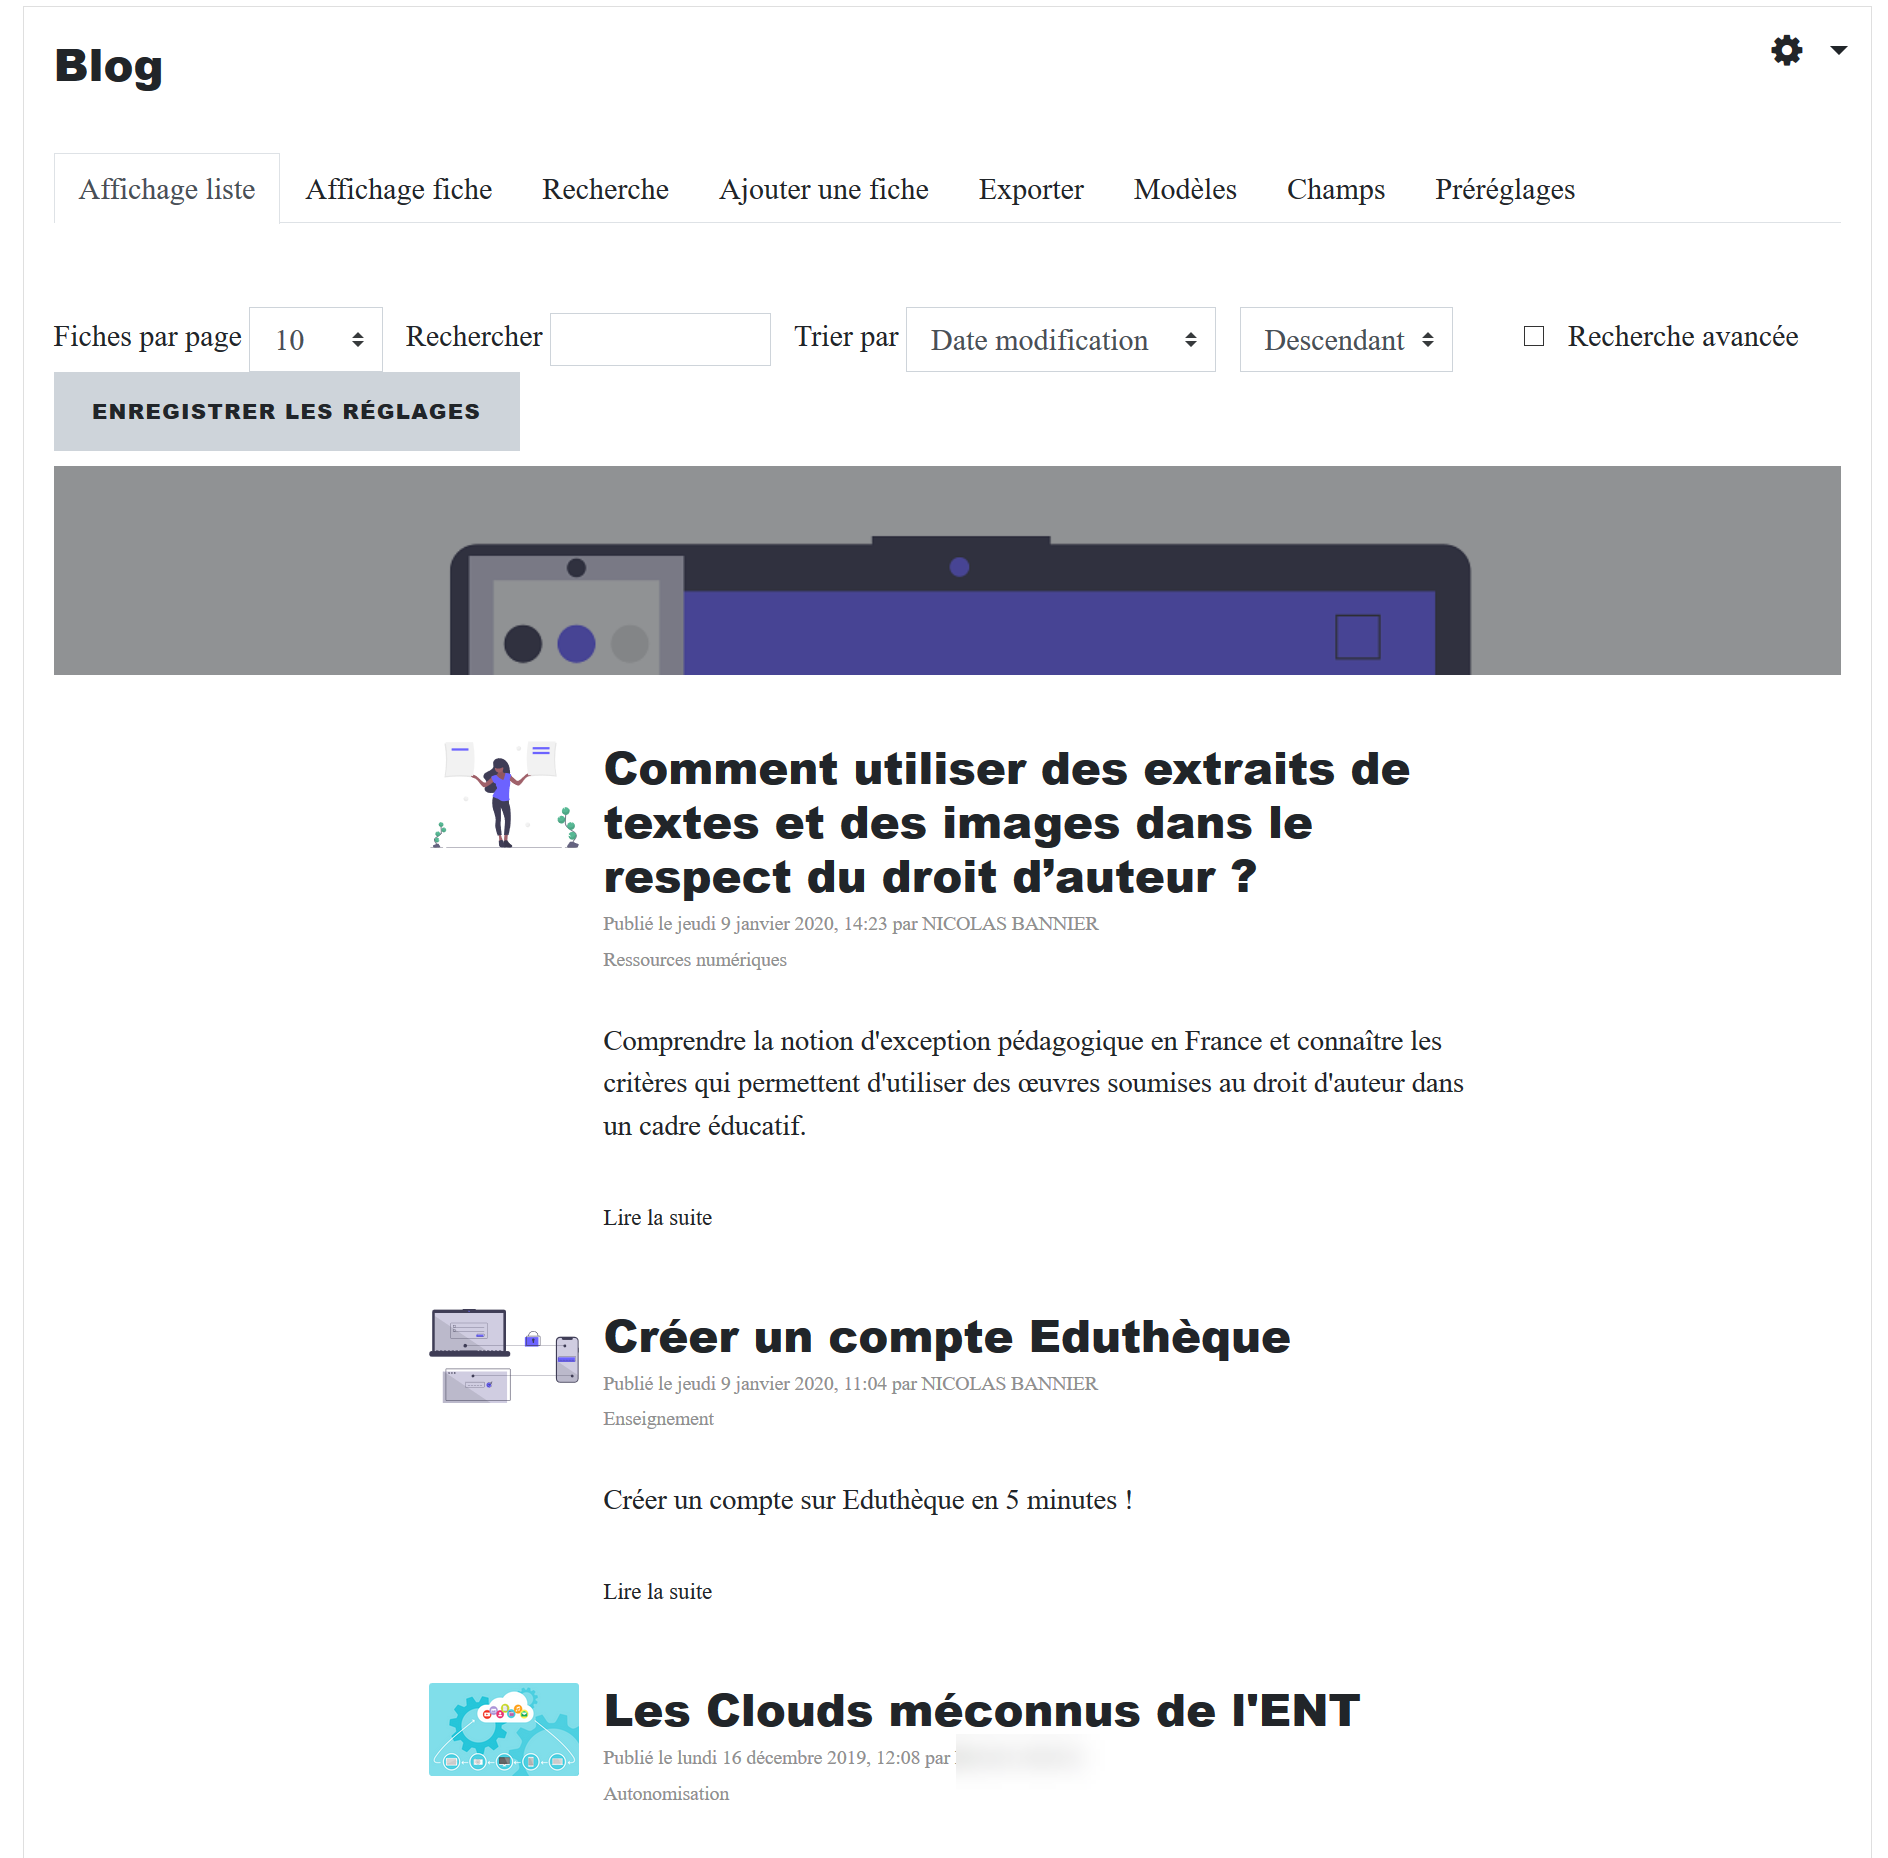 Blog
Affichage liste Affichage fiche Recherche Ajouter une fiche Exporter Modèles Champs Préréglages
Fiches par page 10 Rechercher Trier par Date modification Descendant Recherche avancée
ENREGISTRER LES RÉGLAGES
Comment utiliser des extraits de
textes et des images dans le
respect du droit d’auteur ?
Publié le jeudi 9 janvier 2020, 14:23 par NICOLAS BANNIER
Ressources numériques
Comprendre la notion d'exception pédagogique en France et connaître les
critères qui permettent d'utiliser des œuvres soumises au droit d'auteur dans
un cadre éducatif.
Lire la suite
Créer un compte Eduthèque
Publié le jeudi 9 janvier 2020, 11:04 par NICOLAS BANNIER
Enseignement
Créer un compte sur Eduthèque en 5 minutes !
Lire la suite
Les Clouds méconnus de l'ENT
Publié le lundi 16 décembre 2019, 12:08 par
Autonomisation